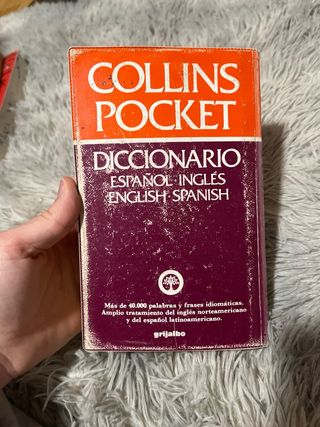 COLLINS
POCKET
DICCIONARIO
ESPAÑOL·INGLÉS
ENGLISH·SPANISH
Más de 40.000 palabras y frases idiomáticas.
Amplio tratamiento del inglés norteamericano
y del español latinoamericano.
grijalbo